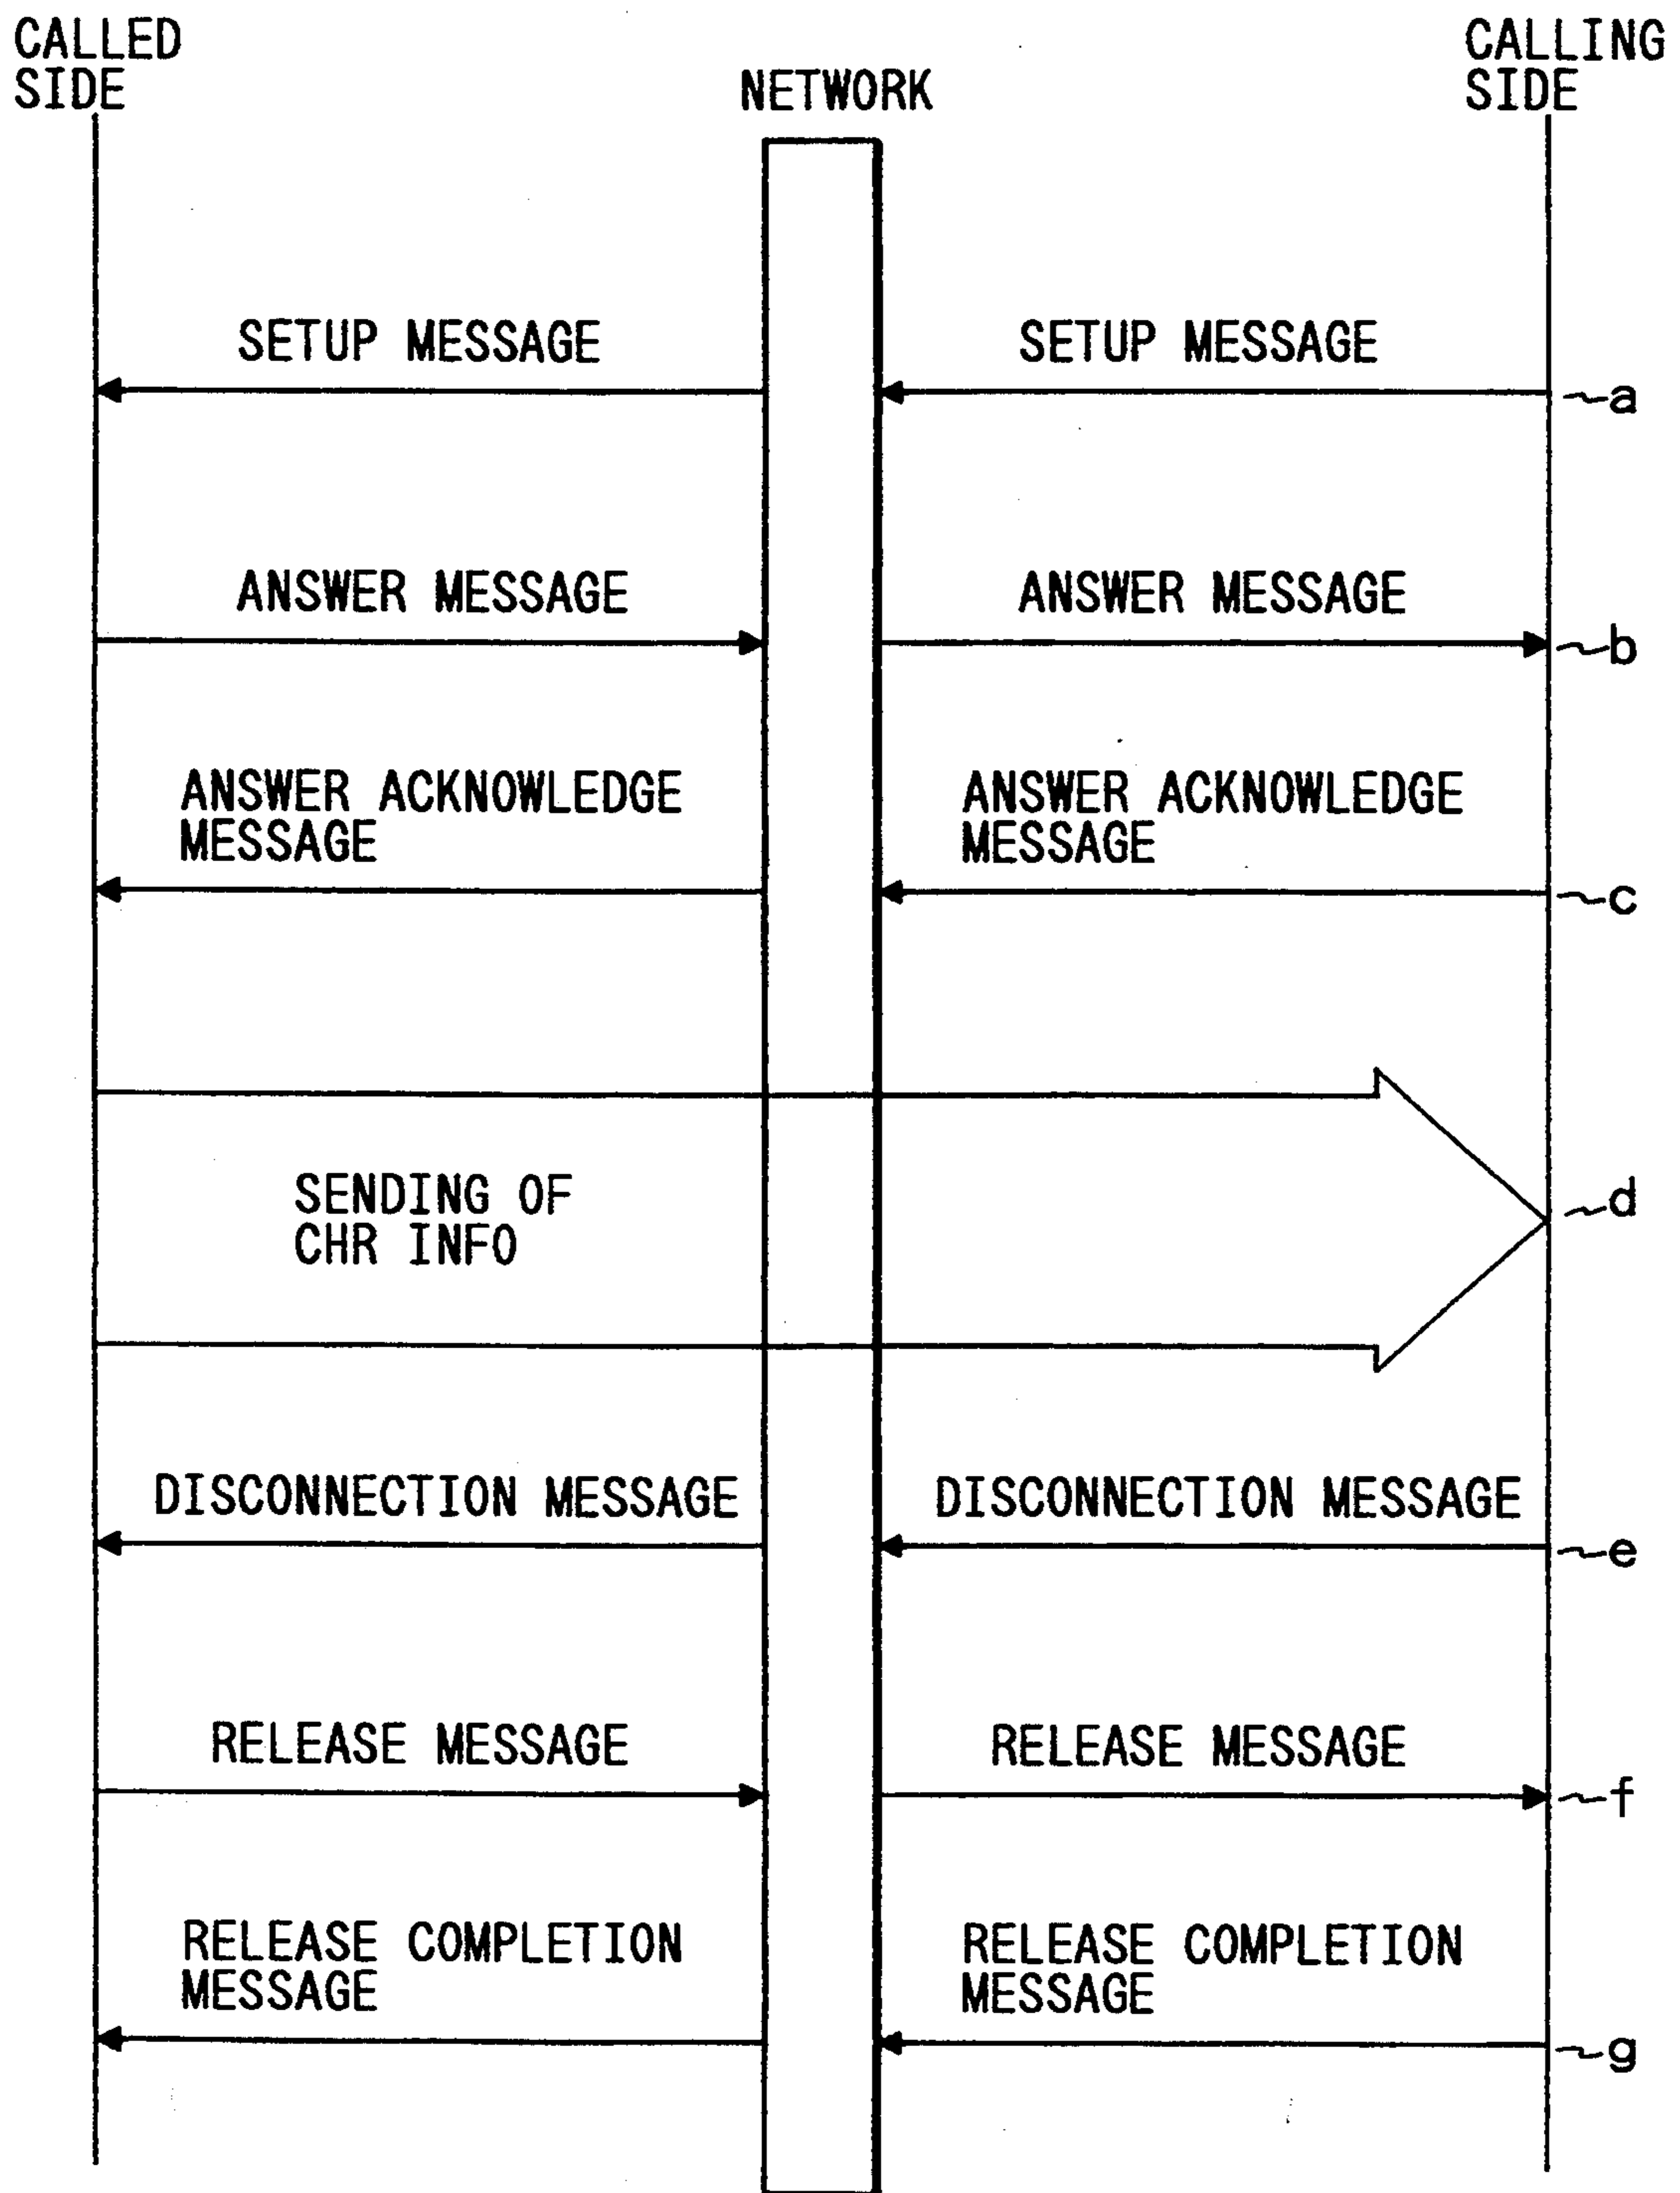 CALLED
SIDE
NETWORK
CALLING
SIDE
SETUP MESSAGE
SETUP MESSAGE
~a
ANSWER MESSAGE
ANSWER MESSAGE
~b
ANSWER ACKNOWLEDGE
MESSAGE
ANSWER ACKNOWLEDGE
MESSAGE
~c
SENDING OF
CHR INFO
~d
DISCONNECTION MESSAGE
DISCONNECTION MESSAGE
~e
RELEASE MESSAGE
RELEASE MESSAGE
~f
RELEASE COMPLETION
MESSAGE
RELEASE COMPLETION
MESSAGE
~g